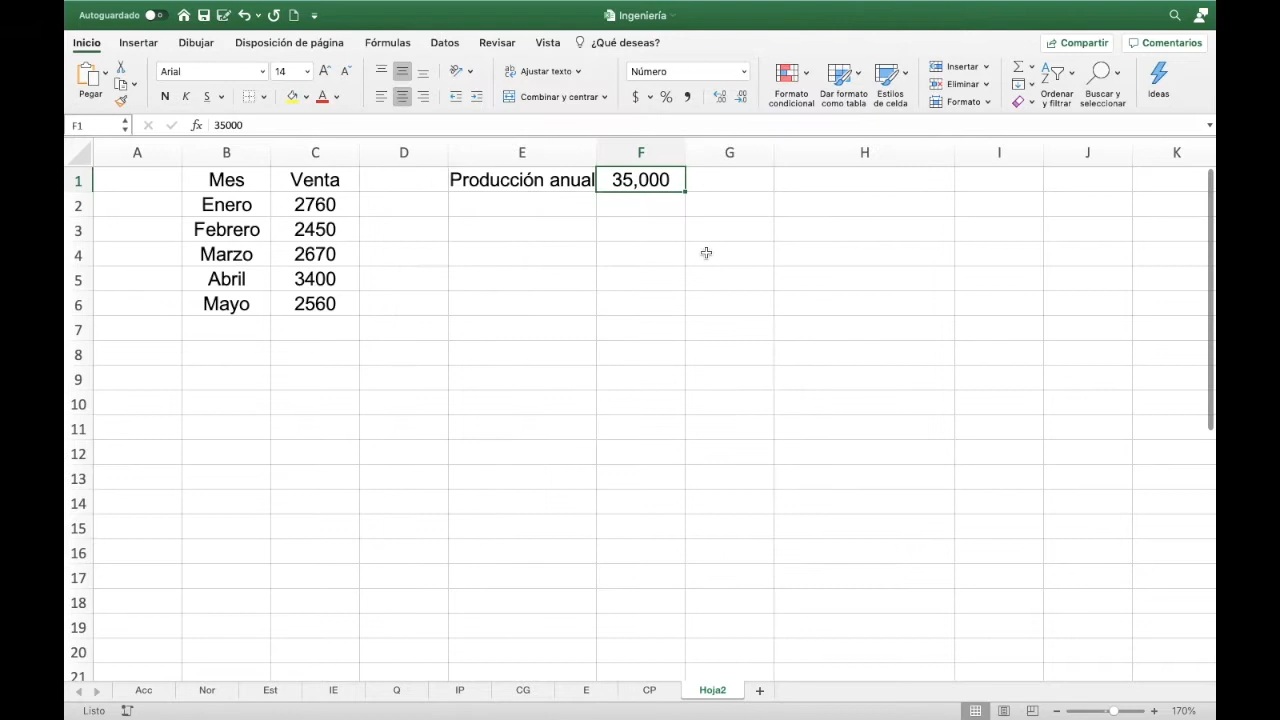 Autoguardado
Ingeniería
Inicio Insertar Dibujar Disposición de página Fórmulas Datos Revisar Vista ¿Qué deseas? Compartir Comentarios
Pegar
Arial 14
N K S
Ajustar texto
Combinar y centrar
Número
$ %
Formato condicional
Dar formato como tabla
Estilos de celda
Insertar
Eliminar
Formato
Ordenar y filtrar
Buscar y seleccionar
Ideas
F1 fx 35000
A B C D E F G H I J K
1 Mes Venta Producción anual 35,000
2 Enero 2760
3 Febrero 2450
4 Marzo 2670
5 Abril 3400
6 Mayo 2560
7
8
9
10
11
12
13
14
15
16
17
18
19
20
21
Acc Nor Est IE Q IP CG E CP Hoja2 +
Listo 170%